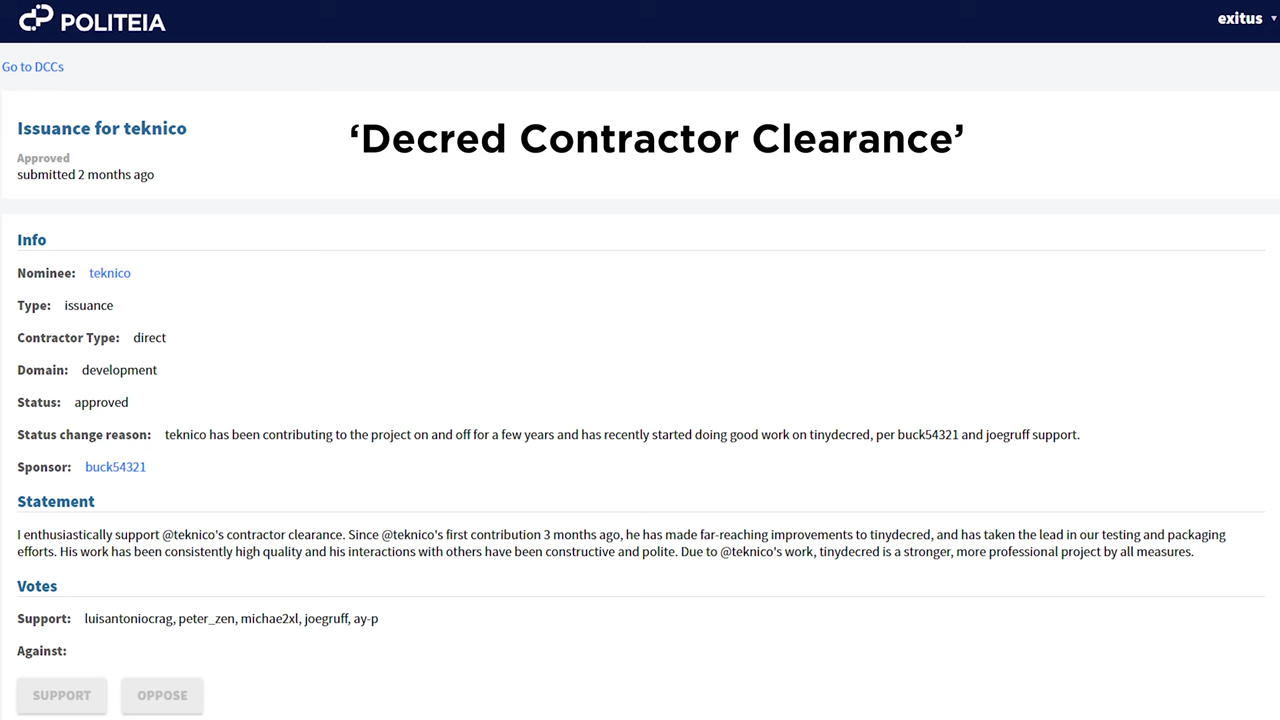 POLITEIA
exitus
Go to DCCs
Issuance for teknico
‘Decred Contractor Clearance’
Approved
submitted 2 months ago
Info
Nominee: teknico
Type: issuance
Contractor Type: direct
Domain: development
Status: approved
Status change reason: teknico has been contributing to the project on and off for a few years and has recently started doing good work on tinydecred, per buck54321 and joegruff support.
Sponsor: buck54321
Statement
I enthusiastically support @teknico's contractor clearance. Since @teknico's first contribution 3 months ago, he has made far-reaching improvements to tinydecred, and has taken the lead in our testing and packaging
efforts. His work has been consistently high quality and his interactions with others have been constructive and polite. Due to @teknico's work, tinydecred is a stronger, more professional project by all measures.
Votes
Support: luisantoniocrag, peter_zen, michae2xl, joegruff, ay-p
Against:
SUPPORT OPPOSE